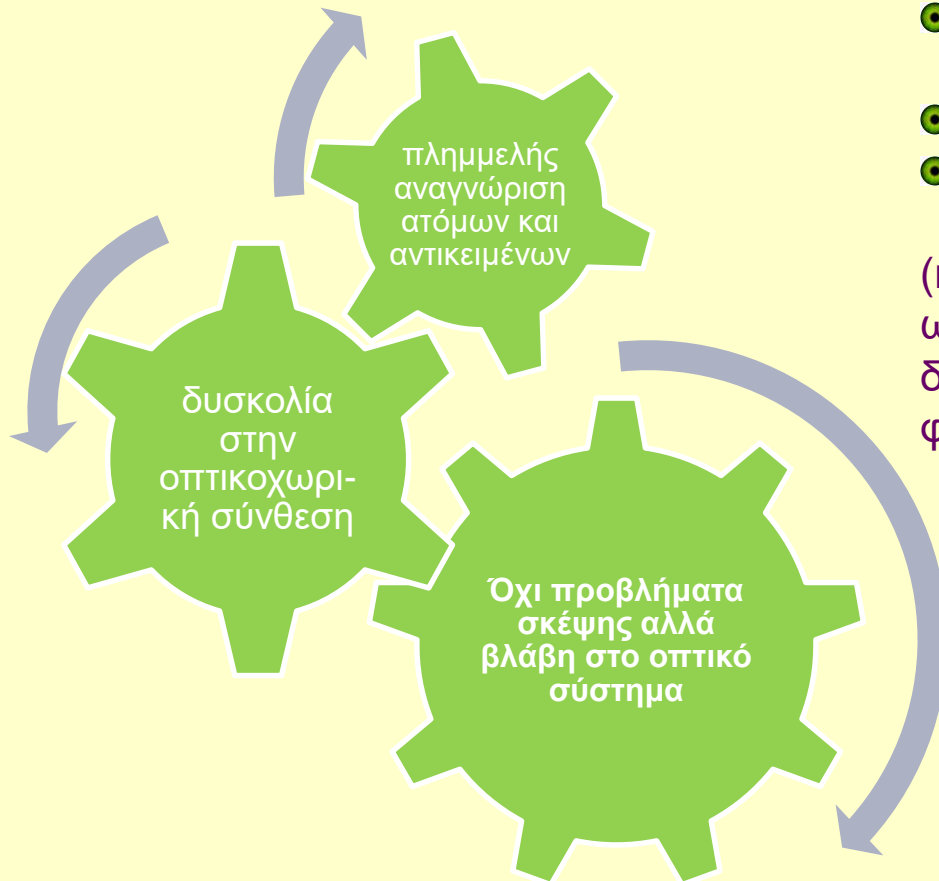 πλημμελής
αναγνώριση
ατόμων και
αντικειμένων
δυσκολία
στην
οπτικοχωρι-
κή σύνθεση
Όχι προβλήματα
σκέψης αλλά
βλάβη στο οπτικό
σύστημα